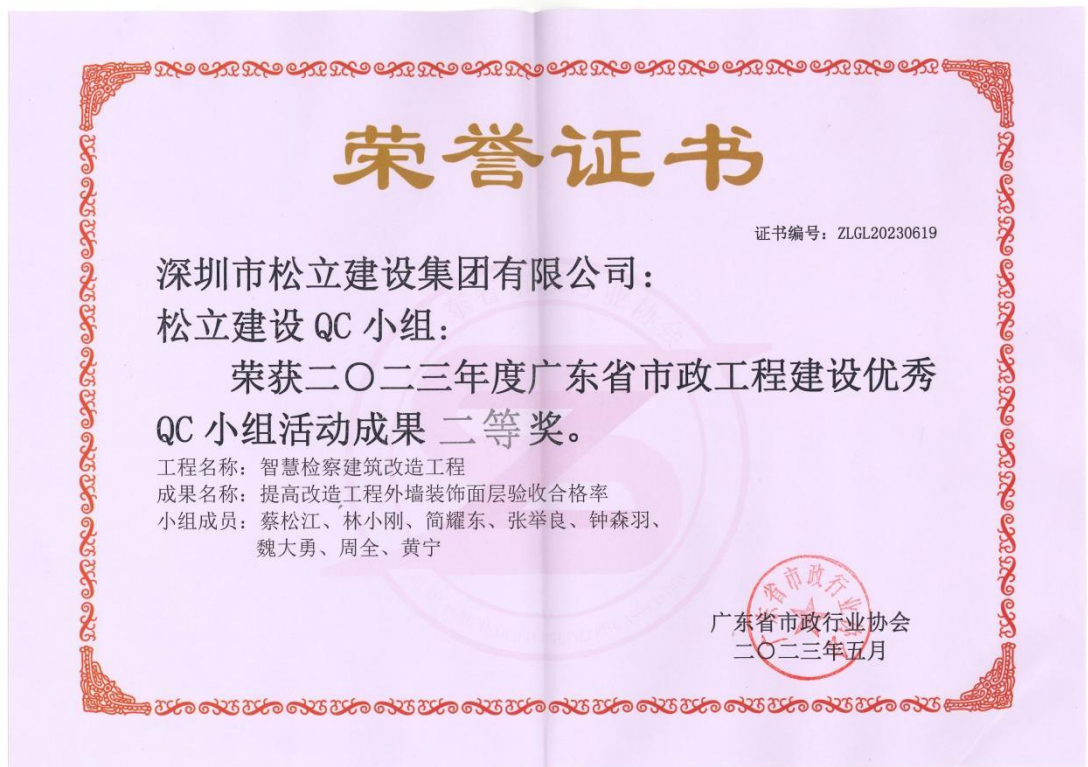 荣誉证书
证书编号：ZLGL20230619
深圳市松立建设集团有限公司：
松立建设QC小组：
荣获二〇二三年度广东省市政工程建设优秀
QC小组活动成果 二等奖。
工程名称：智慧检察建筑改造工程
成果名称：提高改造工程外墙装饰面层验收合格率
小组成员：蔡松江、林小刚、简耀东、张举良、钟森羽、
魏大勇、周全、黄宁
广东省市政行业协会
二〇二三年五月